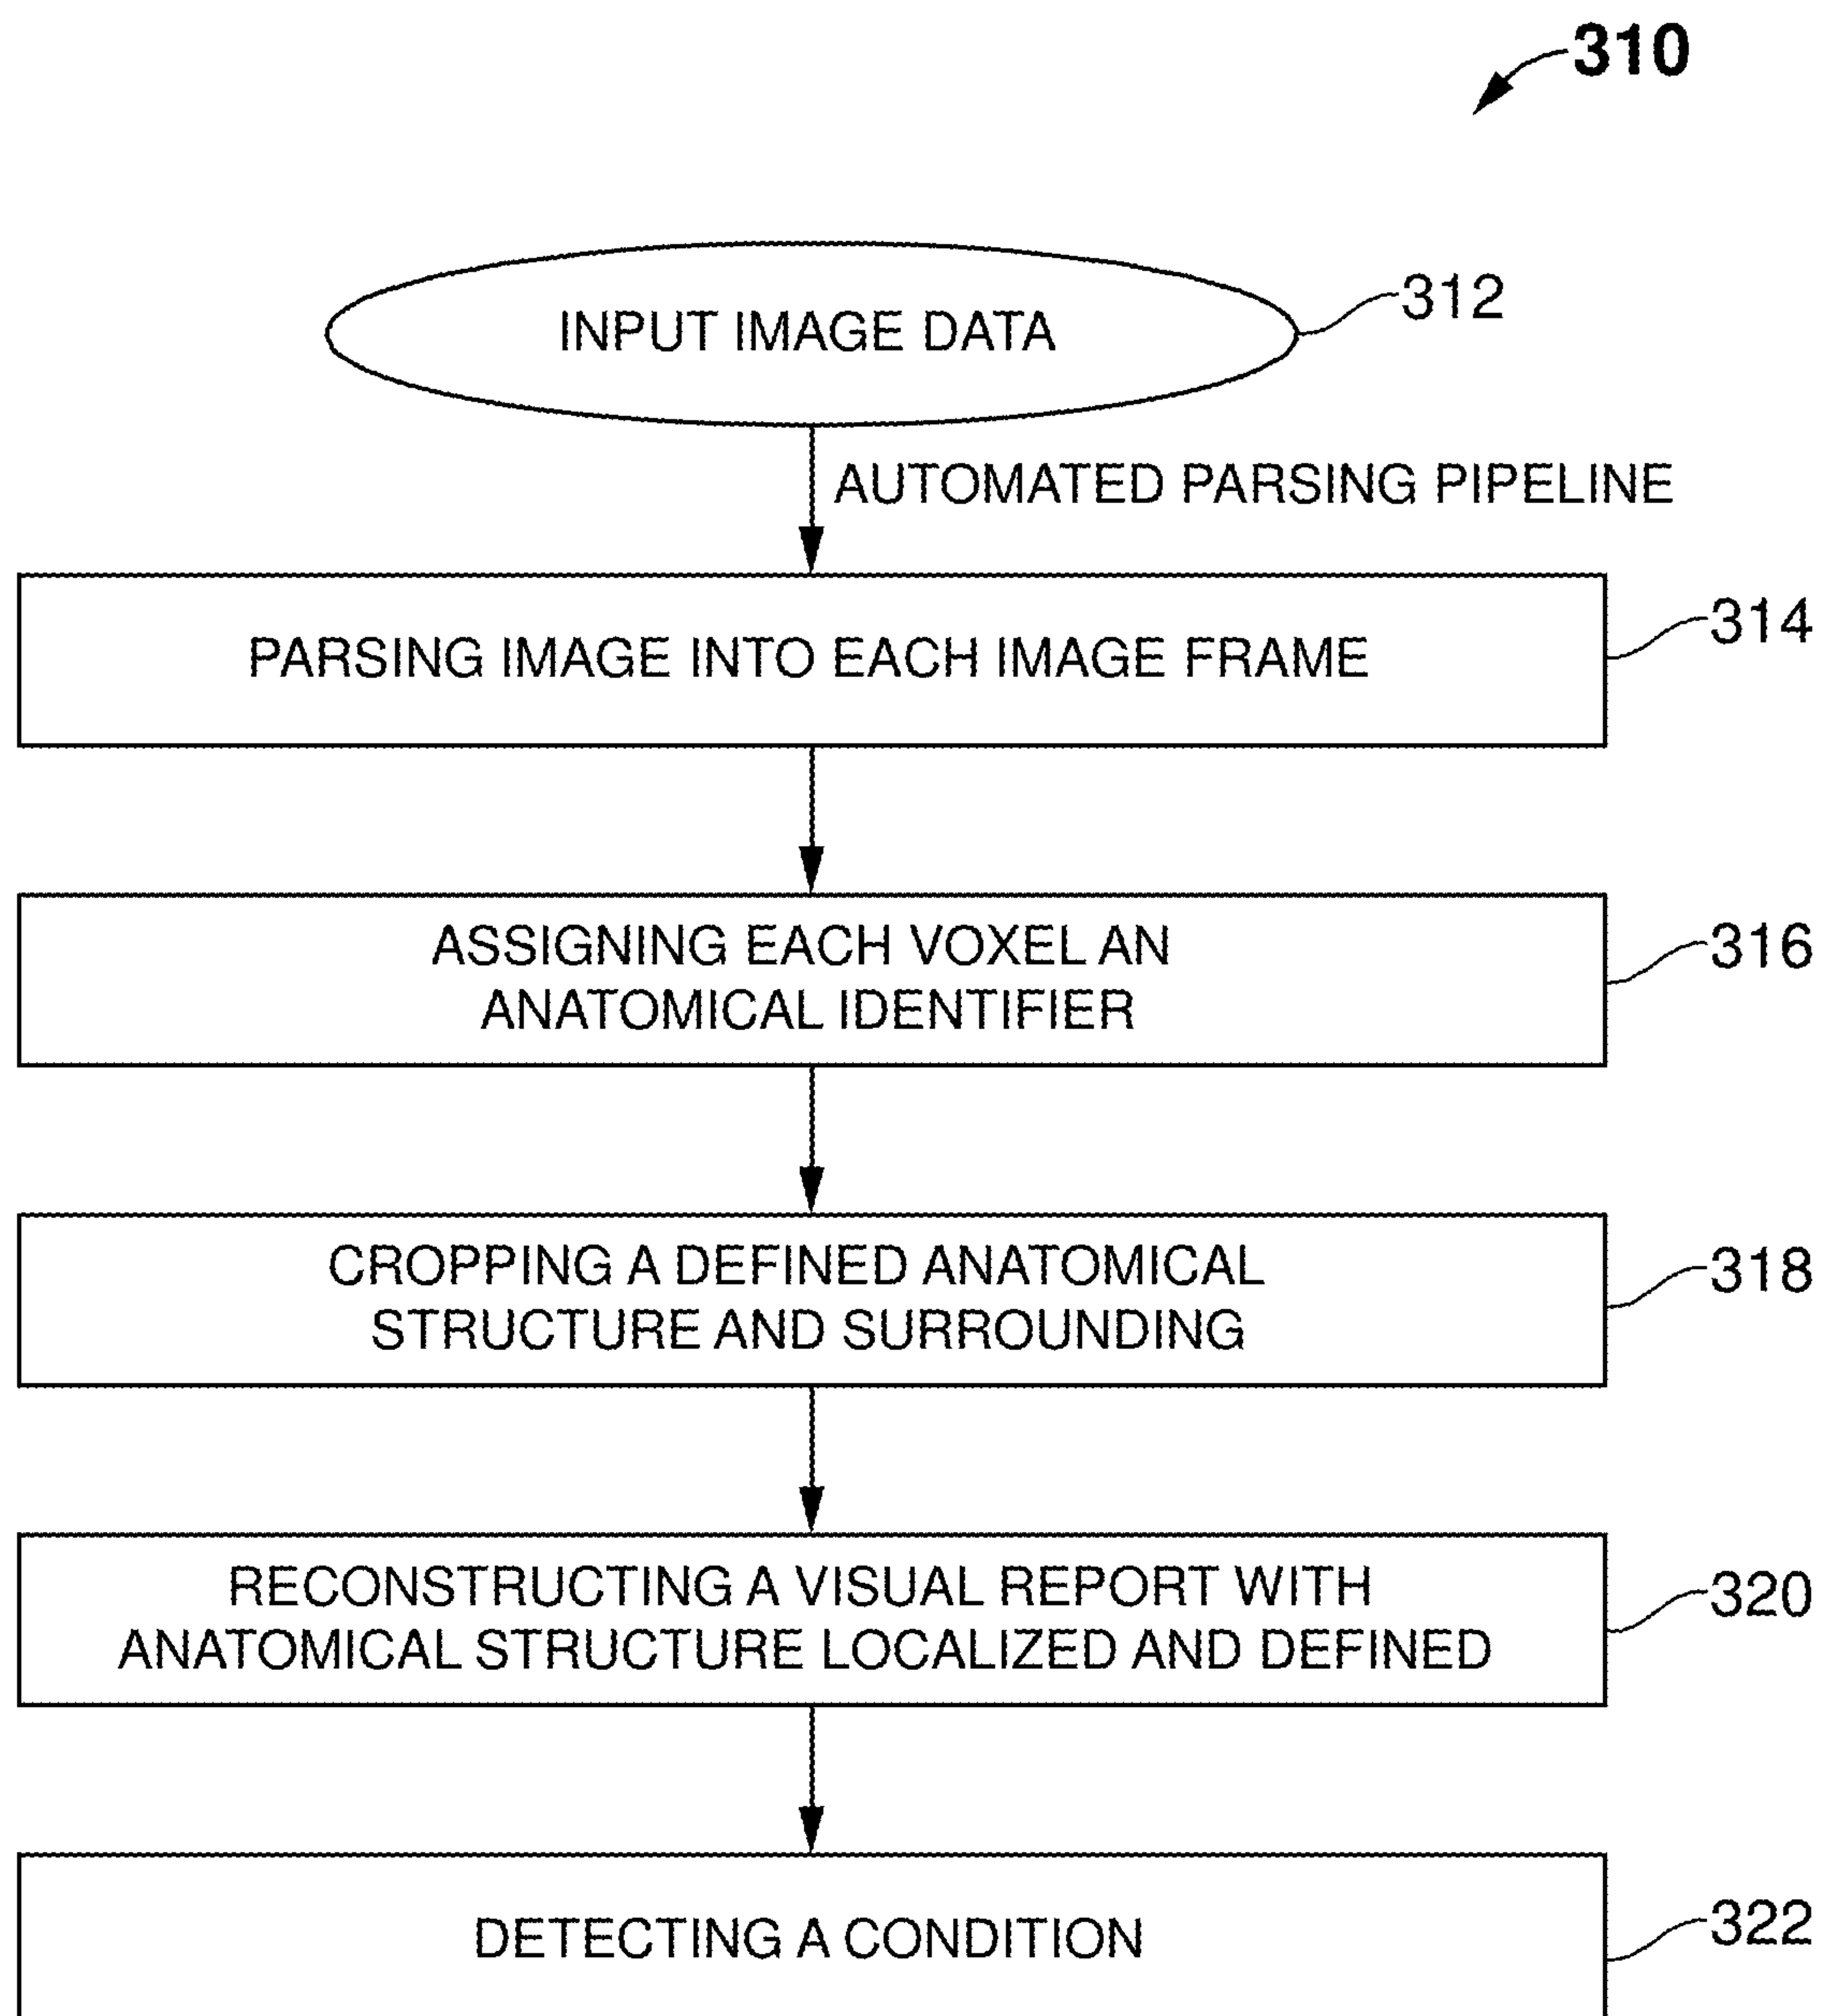 310
INPUT IMAGE DATA
312
AUTOMATED PARSING PIPELINE
PARSING IMAGE INTO EACH IMAGE FRAME
314
ASSIGNING EACH VOXEL AN
ANATOMICAL IDENTIFIER
316
CROPPING A DEFINED ANATOMICAL
STRUCTURE AND SURROUNDING
318
RECONSTRUCTING A VISUAL REPORT WITH
ANATOMICAL STRUCTURE LOCALIZED AND DEFINED
320
DETECTING A CONDITION
322